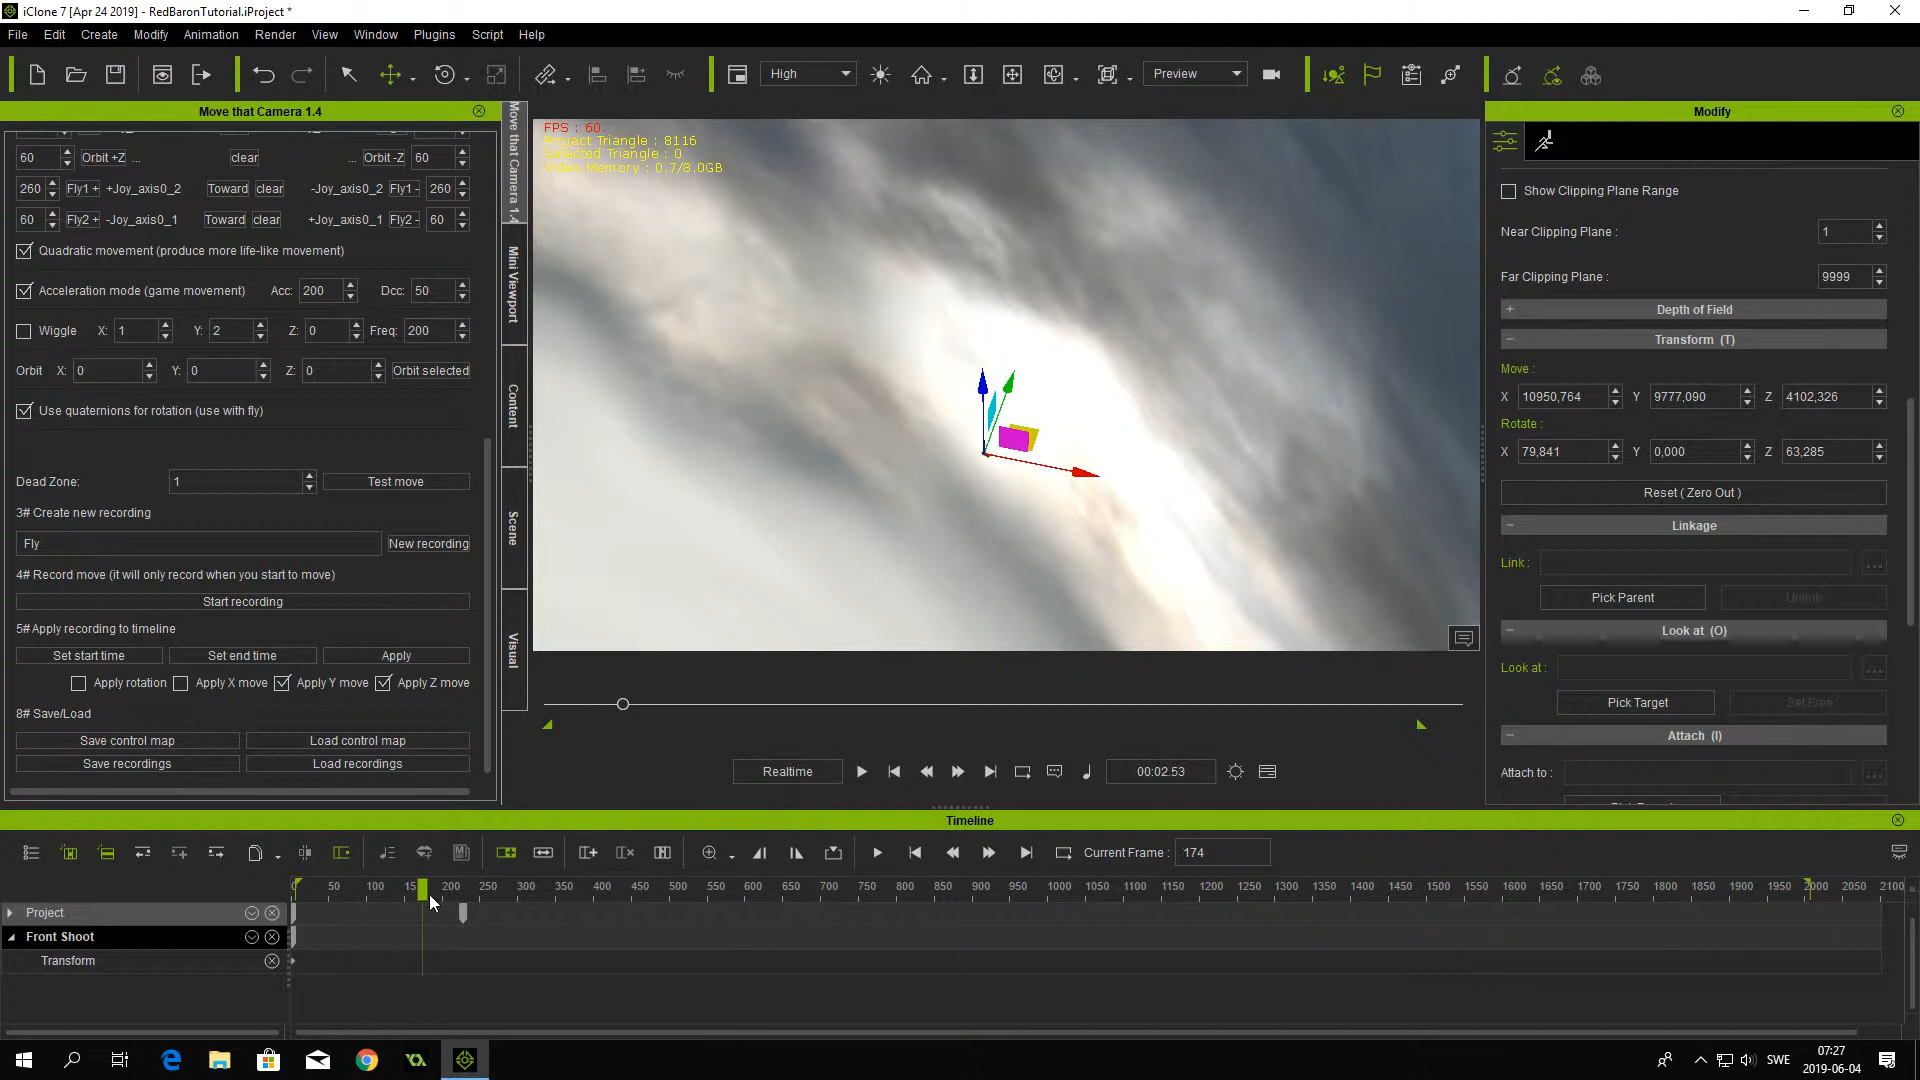 iClone 7 [Apr 24 2019] - RedBaronTutorial.iProject *
File Edit Create Modify Animation Render View Window Plugins Script Help
High Preview
Move that Camera 1.4
60 Orbit +Z ... clear ... Orbit -Z 60
260 Fly1 + +Joy_axis0_2 Toward clear -Joy_axis0_2 Fly1 - 260
60 Fly2 + -Joy_axis0_1 Toward clear +Joy_axis0_1 Fly2 - 60
Quadratic movement (produce more life-like movement)
Acceleration mode (game movement) Acc: 200 Dcc: 50
Wiggle X: 1 Y: 2 Z: 0 Freq: 200
Orbit X: 0 Y: 0 Z: 0 Orbit selected
Use quaternions for rotation (use with fly)
Dead Zone: 1 Test move
3# Create new recording
Fly New recording
4# Record move (it will only record when you start to move)
Start recording
5# Apply recording to timeline
Set start time Set end time Apply
Apply rotation Apply X move Apply Y move Apply Z move
8# Save/Load
Save control map Load control map
Save recordings Load recordings
Move that Camera 1.4
Mini Viewport
Content
Scene
Visual
FPS : 60.
Project Triangle : 8116
Selected Triangle : 0
Video Memory : 0.7/8.0GB
Realtime 00:02.53
Modify
Show Clipping Plane Range
Near Clipping Plane : 1
Far Clipping Plane : 9999
+ Depth of Field
- Transform (T)
Move :
X 10950,764 Y 9777,090 Z 4102,326
Rotate :
X 79,841 Y 0,000 Z 63,285
Reset ( Zero Out )
- Linkage
Link : ...
Pick Parent Unlink
- Look at (O)
Look at : ...
Pick Target Set Free
- Attach (I)
Attach to : ...
Timeline
Current Frame : 174
0 50 100 15 200 250 300 350 400 450 500 550 600 650 700 750 800 850 900 950 1000 1050 1100 1150 1200 1250 1300 1350 1400 1450 1500 1550 1600 1650 1700 1750 1800 1850 1900 1950 2000 2050 2100
Project
Front Shoot
Transform
SWE
07:27
2019-06-04